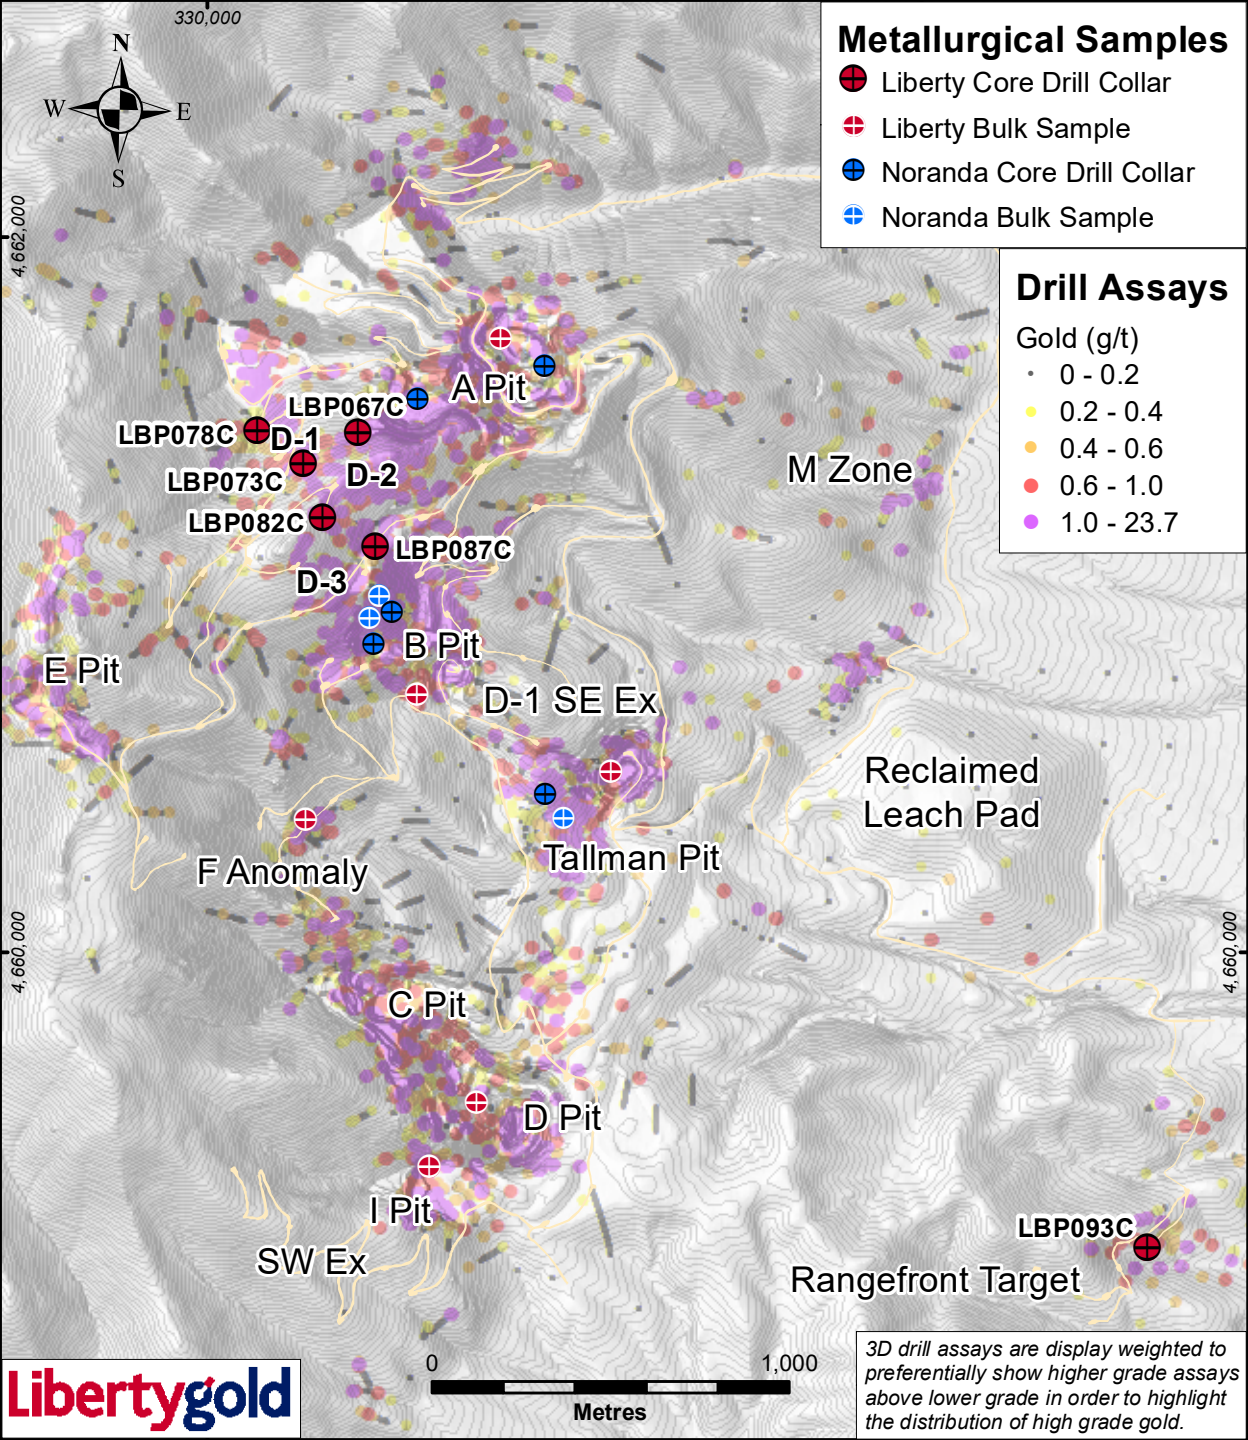 330,000
N
W E
S
4,662,000
Metallurgical Samples
Liberty Core Drill Collar
Liberty Bulk Sample
Noranda Core Drill Collar
Noranda Bulk Sample
Drill Assays
Gold (g/t)
0 - 0.2
0.2 - 0.4
0.4 - 0.6
0.6 - 1.0
1.0 - 23.7
A Pit
LBP067C
LBP078C
D-1
D-2
LBP073C
M Zone
LBP082C
LBP087C
D-3
B Pit
E Pit
D-1 SE Ex
Reclaimed
Leach Pad
Tallman Pit
F Anomaly
4,660,000
4,660,000
C Pit
D Pit
I Pit
SW Ex
LBP093C
Rangefront Target
Libertygold
0 1,000
Metres
3D drill assays are display weighted to
preferentially show higher grade assays
above lower grade in order to highlight
the distribution of high grade gold.